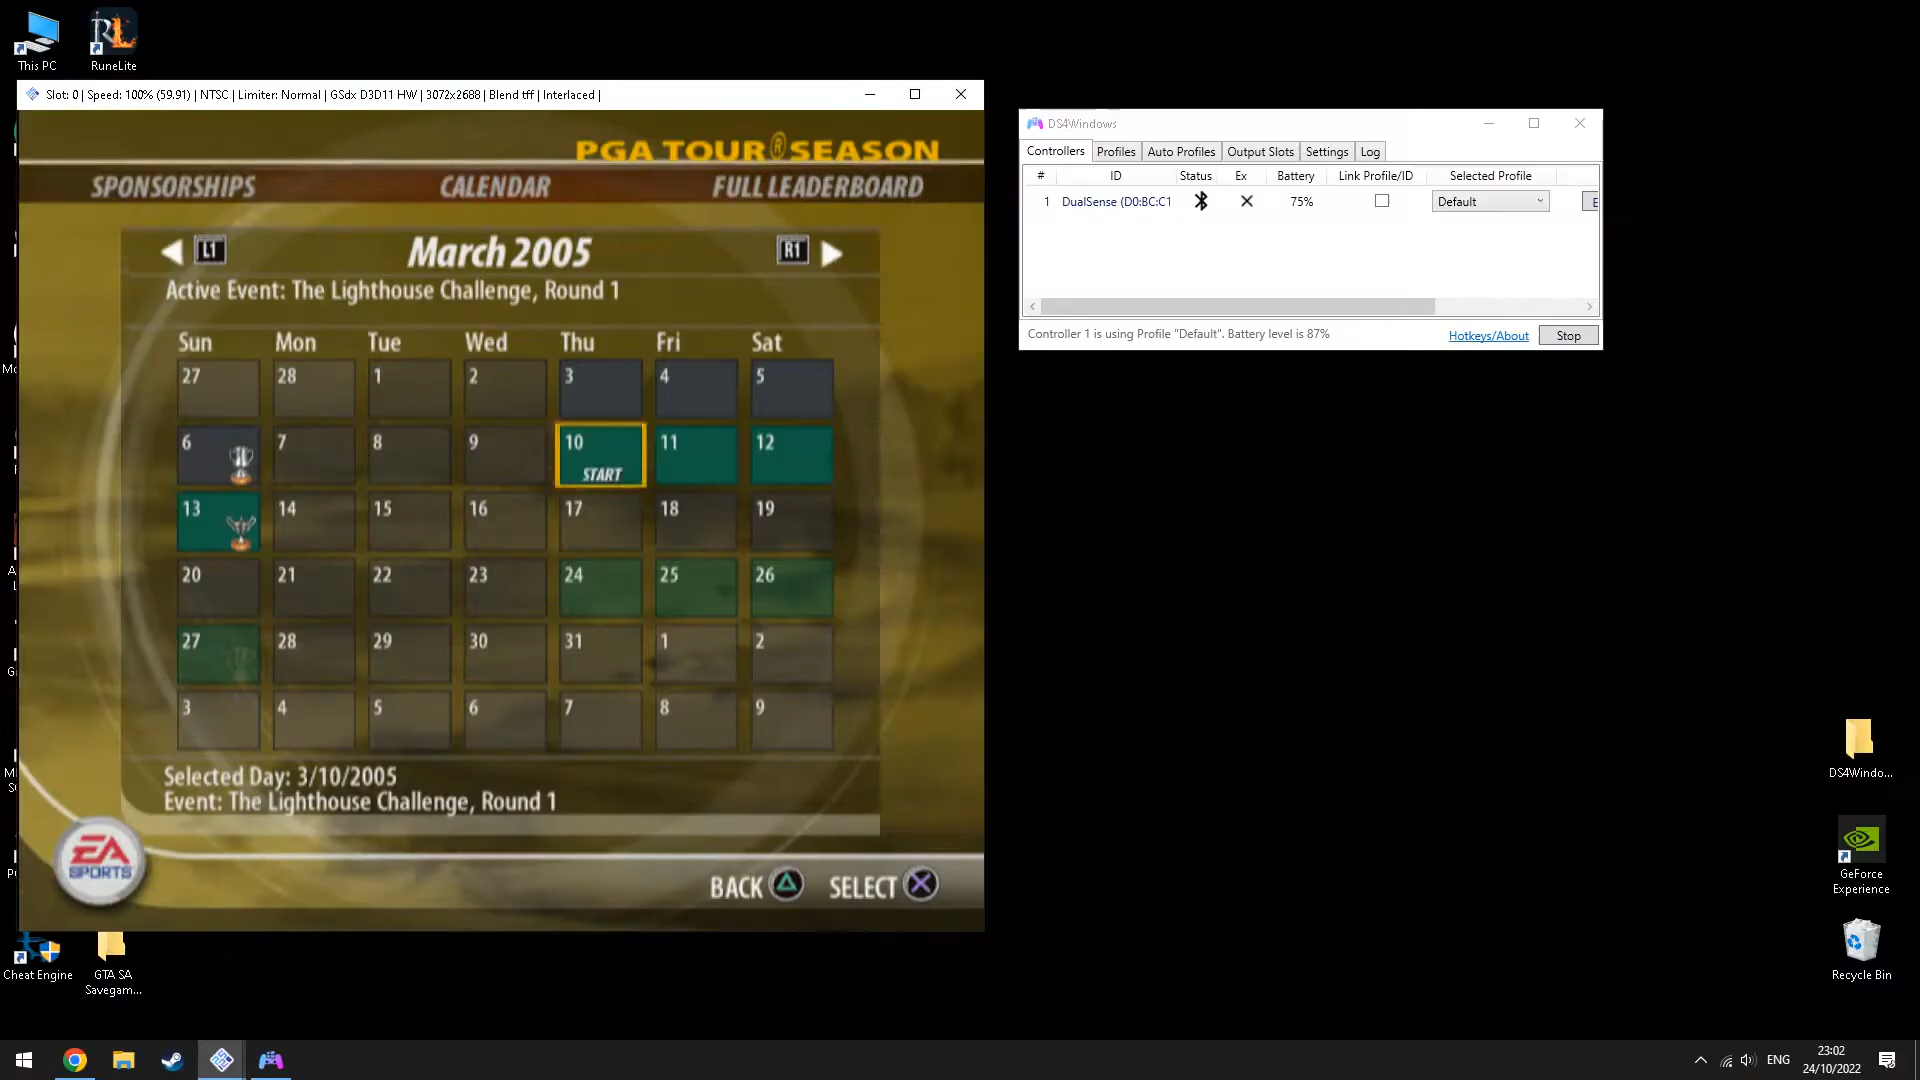 This PC
RuneLite
Slot: 0 | Speed: 100% (59.91) | NTSC | Limiter: Normal | GSdx D3D11 HW | 3072x2688 | Blend tff | Interlaced |
PGA TOUR® SEASON
SPONSORSHIPS CALENDAR FULL LEADERBOARD
L1 March 2005 R1
Active Event: The Lighthouse Challenge, Round 1
Sun Mon Tue Wed Thu Fri Sat
27 28 1 2 3 4 5
6 7 8 9 10 11 12
START
13 14 15 16 17 18 19
20 21 22 23 24 25 26
27 28 29 30 31 1 2
3 4 5 6 7 8 9
Selected Day: 3/10/2005
Event: The Lighthouse Challenge, Round 1
EA
SPORTS
BACK SELECT
DS4Windows
Controllers Profiles Auto Profiles Output Slots Settings Log
# ID Status Ex Battery Link Profile/ID Selected Profile
1 DualSense (D0:BC:C1 75% Default E
Controller 1 is using Profile "Default". Battery level is 87% Hotkeys/About Stop
DS4Windo...
GeForce
Experience
Recycle Bin
Cheat Engine
GTA SA
Savegam...
ENG
23:02
24/10/2022